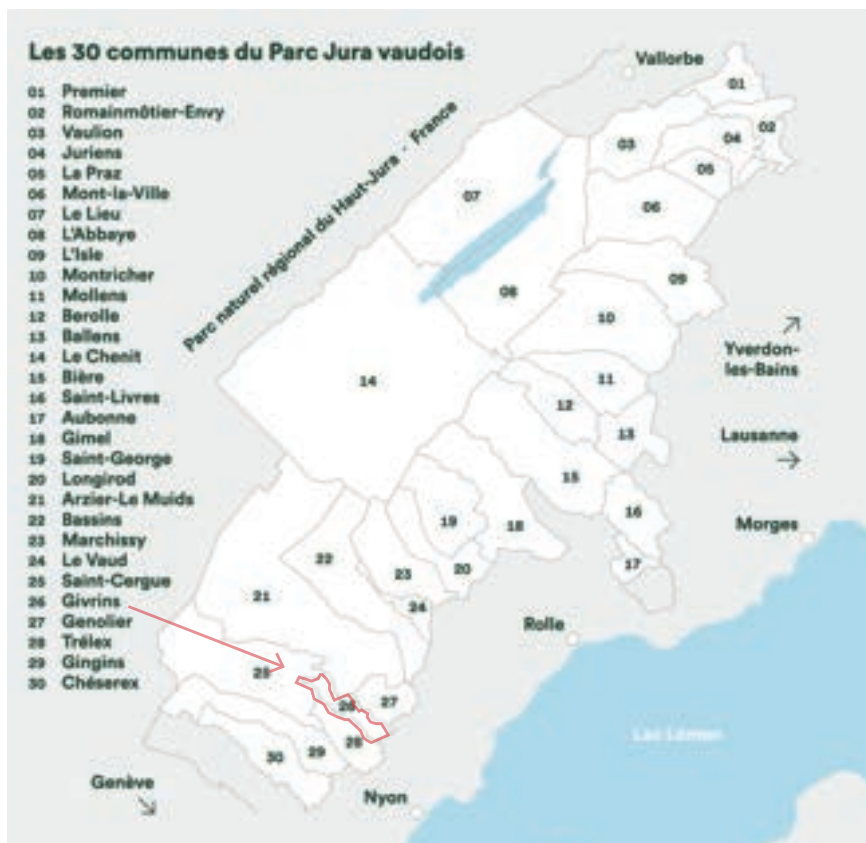 Les 30 communes du Parc Jura vaudois
01 Premier
02 Romainmôtier-Envy
03 Vaulion
04 Juriens
05 La Praz
06 Mont-la-Ville
07 Le Lieu
08 L'Abbaye
09 L'Isle
10 Montricher
11 Mollens
12 Berolle
13 Ballens
14 Le Chenit
15 Bière
16 Saint-Livres
17 Aubonne
18 Gimel
19 Saint-George
20 Longirod
21 Arzier-Le Muids
22 Bassins
23 Marchissy
24 Le Vaud
25 Saint-Cergue
26 Givrins
27 Genolier
28 Trélex
29 Gingins
30 Chéserex
Parc naturel régional du Haut-Jura - France
Vallorbe
01
02
03
04
05
06
07
08
09
10
Yverdon-
les-Bains
11
12
13
14
Lausanne
15
16
Morges
17
18
19
20
21
22
23
24
Rolle
25
26
27
28
29
30
Lac Léman
Genève
Nyon